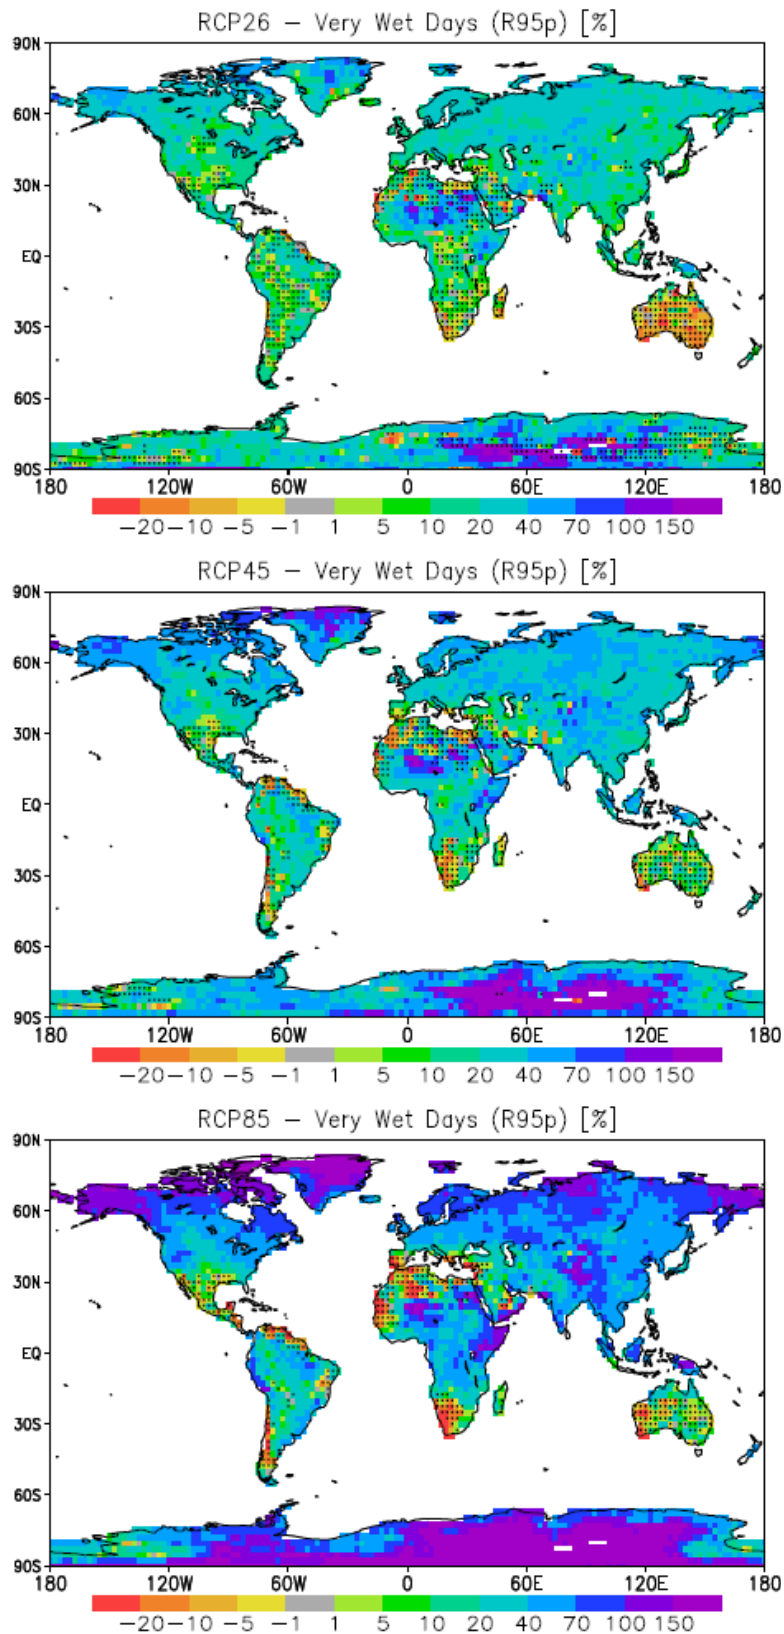 RCP26 – Very Wet Days (R95p) [%]
90N
60N
30N
EQ
30S
60S
90S
180 120W 60W 0 60E 120E 180
−20 −10 −5 −1 1 5 10 20 40 70 100 150
RCP45 – Very Wet Days (R95p) [%]
90N
60N
30N
EQ
30S
60S
90S
180 120W 60W 0 60E 120E 180
−20 −10 −5 −1 1 5 10 20 40 70 100 150
RCP85 – Very Wet Days (R95p) [%]
90N
60N
30N
EQ
30S
60S
90S
180 120W 60W 0 60E 120E 180
−20 −10 −5 −1 1 5 10 20 40 70 100 150